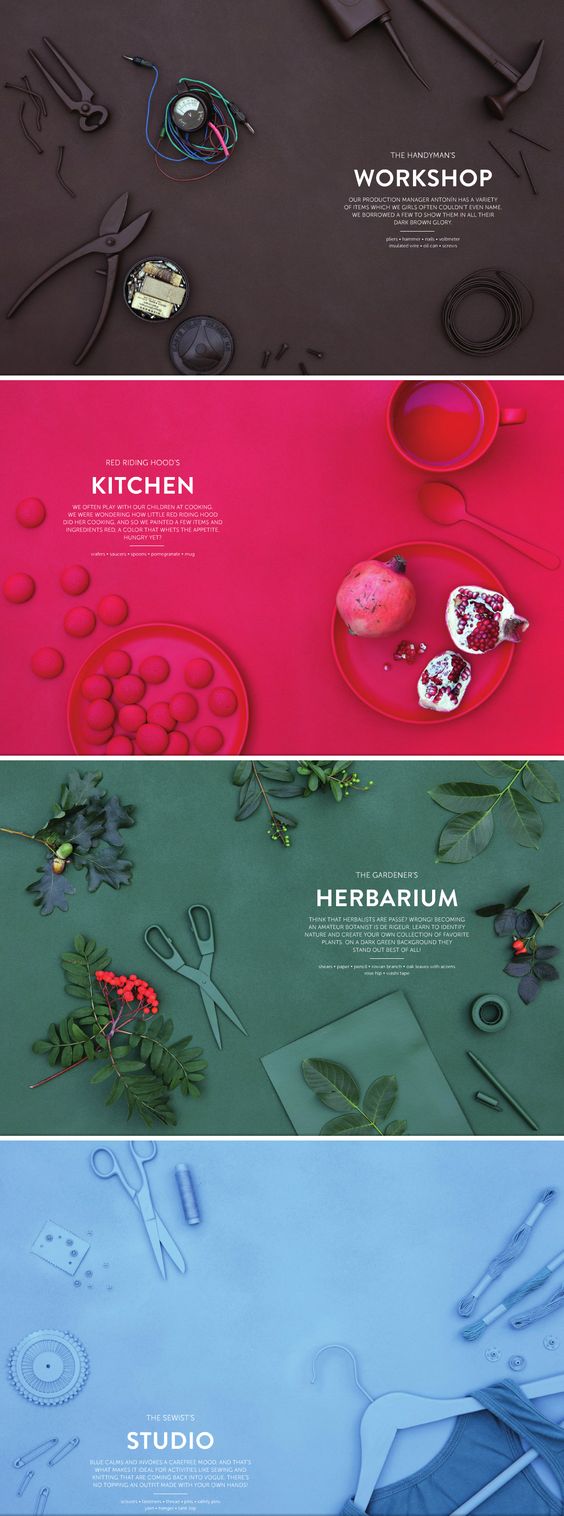 THE HANDYMAN'S
WORKSHOP
OUR PRODUCTION MANAGER ANTONÍN HAS A VARIETY
OF ITEMS WHICH WE GIRLS OFTEN COULDN'T EVEN NAME.
WE BORROWED A FEW TO SHOW THEM IN ALL THEIR
DARK BROWN GLORY.
pliers • hammer • nails • voltmeter
insulated wire • oil can • screws
RED RIDING HOOD'S
KITCHEN
WE OFTEN PLAY WITH OUR CHILDREN AT COOKING.
WE WERE WONDERING HOW LITTLE RED RIDING HOOD
DID HER COOKING, AND SO WE PAINTED A FEW ITEMS AND
INGREDIENTS RED, A COLOR THAT WHETS THE APPETITE.
HUNGRY YET?
wafers • saucers • spoons • pomegranate • mug
THE GARDENER'S
HERBARIUM
THINK THAT HERBALISTS ARE PASSÉ? WRONG! BECOMING
AN AMATEUR BOTANIST IS DE RIGEUR. LEARN TO IDENTIFY
NATURE AND CREATE YOUR OWN COLLECTION OF FAVORITE
PLANTS. ON A DARK GREEN BACKGROUND THEY
STAND OUT BEST OF ALL!
shears • paper • pencil • rowan branch • oak leaves with acorns
rose hip • washi tape
THE SEWIST'S
STUDIO
BLUE CALMS AND INVOKES A CAREFREE MOOD, AND THAT'S
WHAT MAKES IT IDEAL FOR ACTIVITIES LIKE SEWING AND
KNITTING THAT ARE COMING BACK INTO VOGUE. THERE'S
NO TOPPING AN OUTFIT MADE WITH YOUR OWN HANDS!
scissors • fasteners • thread • pins • safety pins
yarn • hanger • tank top